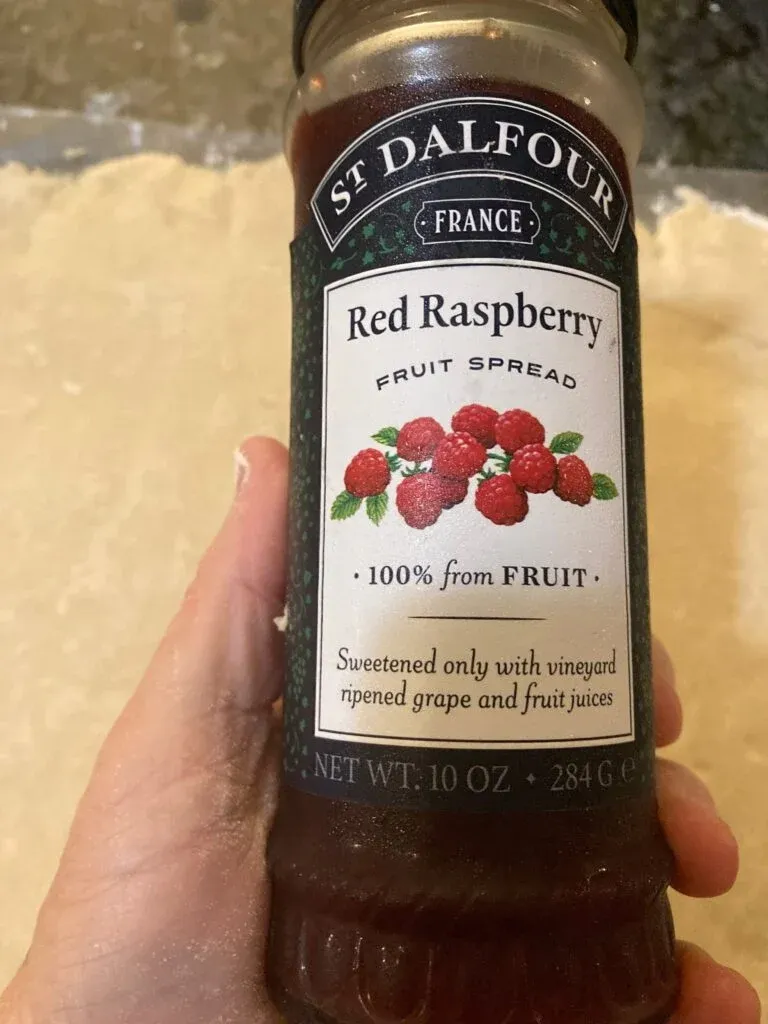 ST DALFOUR
· FRANCE ·
Red Raspberry
FRUIT SPREAD
· 100% from FRUIT ·
Sweetened only with vineyard
ripened grape and fruit juices
NET WT: 10 OZ • 284 G ℮